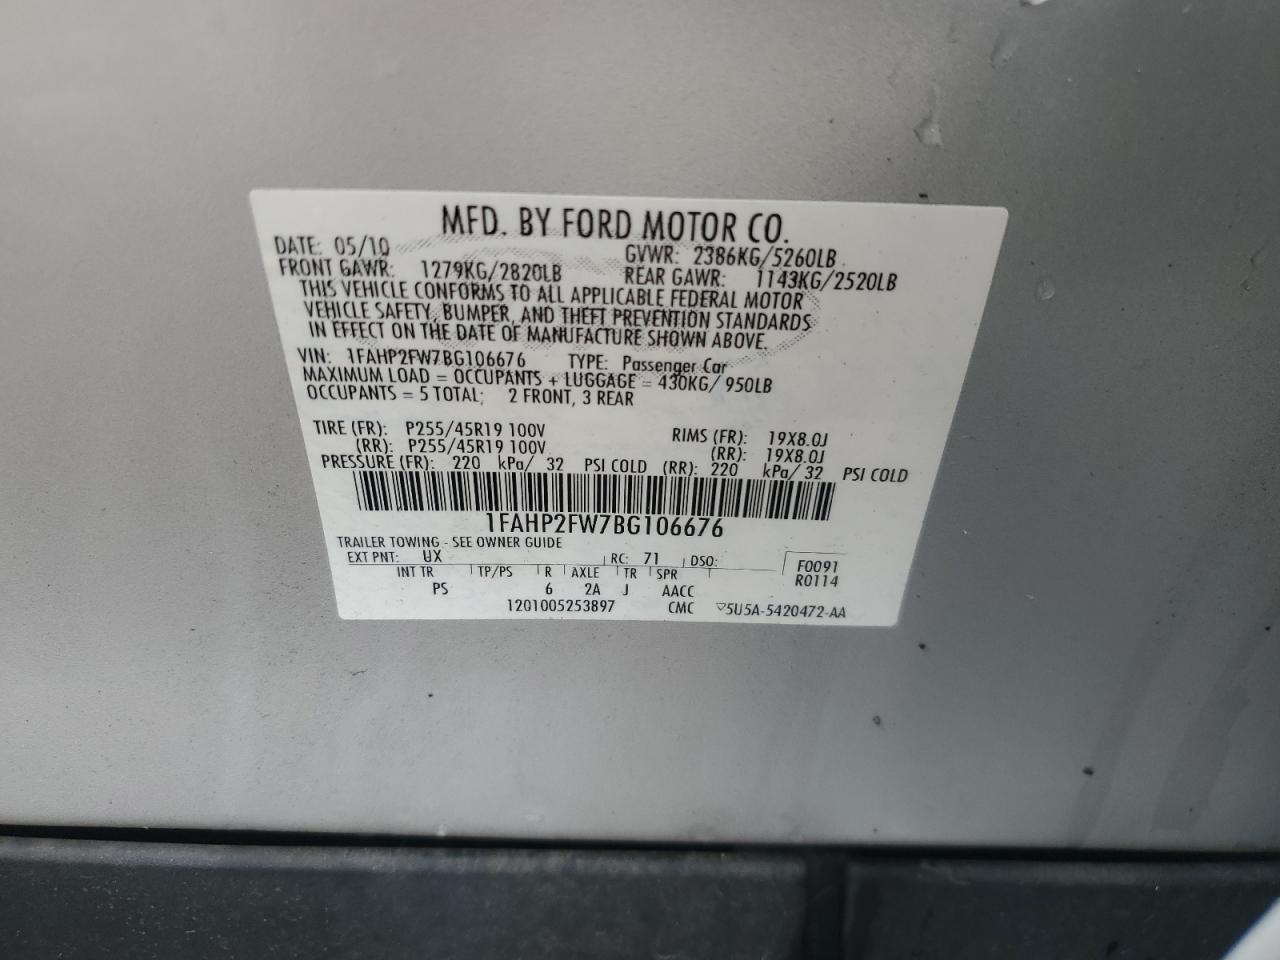 MFD. BY FORD MOTOR CO.
DATE: 05/10 GVWR: 2386KG/5260LB
FRONT GAWR: 1279KG/2820LB REAR GAWR: 1143KG/2520LB
THIS VEHICLE CONFORMS TO ALL APPLICABLE FEDERAL MOTOR
VEHICLE SAFETY, BUMPER, AND THEFT PREVENTION STANDARDS
IN EFFECT ON THE DATE OF MANUFACTURE SHOWN ABOVE.
VIN: 1FAHP2FW7BG106676 TYPE: Passenger Car
MAXIMUM LOAD = OCCUPANTS + LUGGAGE = 430KG/ 950LB
OCCUPANTS = 5 TOTAL; 2 FRONT, 3 REAR
TIRE (FR): P255/45R19 100V RIMS (FR): 19X8.0J
(RR): P255/45R19 100V (RR): 19X8.0J
PRESSURE (FR): 220 kPa/ 32 PSI COLD (RR): 220 kPa/ 32 PSI COLD
1FAHP2FW7BG106676
TRAILER TOWING - SEE OWNER GUIDE
EXT PNT: UX RC: 71 DSO: F0091
INT TR TP/PS R AXLE TR SPR R0114
PS 6 2A J AACC
1201005253897 CMC ▽5U5A-5420472-AA